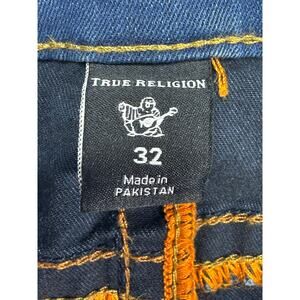 TRUE RELIGION
32
Made in
PAKISTAN